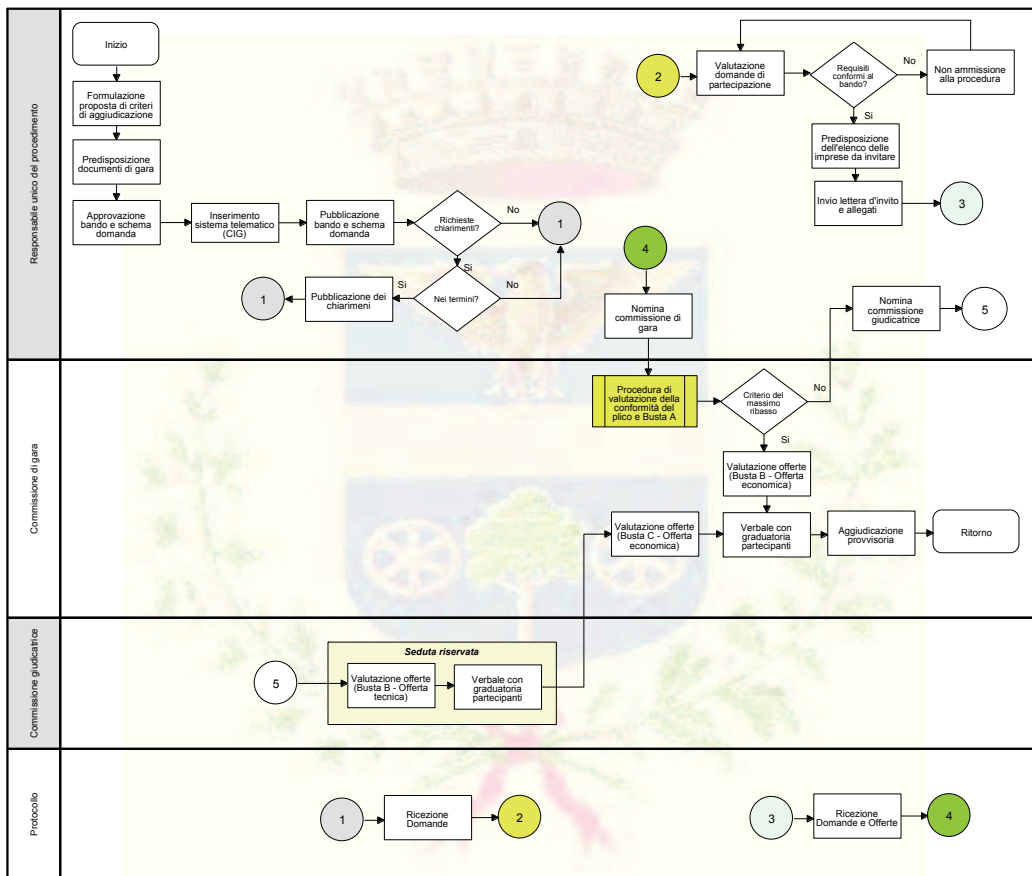 Responsabile unico del procedimento
Inizio
Formulazione
proposta di criteri
di aggiudicazione
Predisposizione
documenti di gara
Approvazione
bando e schema
domanda
Inserimento
sistema telematico
(CIG)
Pubblicazione
bando e schema
domanda
Richieste
chiarimenti?
No
1
Si
Nei termini?
No
Si
Pubblicazione dei
chiarimeni
1
2
Valutazione
domande di
partecipazione
Requisiti
conformi al
bando?
No
Non ammissione
alla procedura
Si
Predisposizione
dell'elenco delle
imprese da invitare
Invio lettera d'invito
e allegati
3
4
Nomina
commissione di
gara
Nomina
commissione
giudicatrice
5
Commissione di gara
Procedura di
valutazione della
conformità del
plico e Busta A
Criterio del
massimo
ribasso
No
Si
Valutazione offerte
(Busta B - Offerta
economica)
Valutazione offerte
(Busta C - Offerta
economica)
Verbale con
graduatoria
partecipanti
Aggiudicazione
provvisoria
Ritorno
Commissione giudicatrice
Seduta riservata
5
Valutazione offerte
(Busta B - Offerta
tecnica)
Verbale con
graduatoria
partecipanti
Protocollo
1
Ricezione
Domande
2
3
Ricezione
Domande e Offerte
4